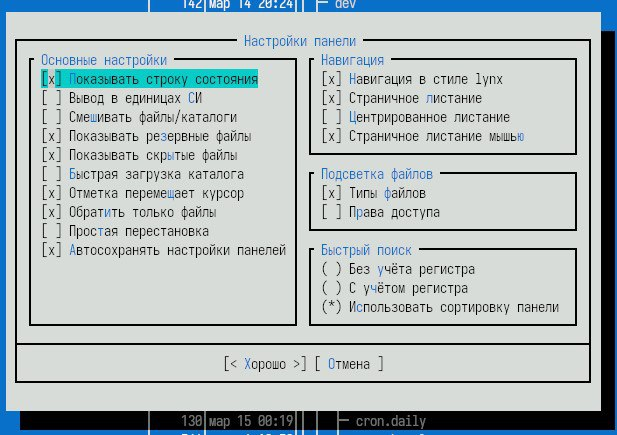 142 мар 14 20:24 dev
Настройки панели
Основные настройки
[x] Показывать строку состояния
[ ] Вывод в единицах СИ
[ ] Смешивать файлы/каталоги
[x] Показывать резервные файлы
[x] Показывать скрытые файлы
[ ] Быстрая загрузка каталога
[x] Отметка перемещает курсор
[x] Обратить только файлы
[ ] Простая перестановка
[x] Автосохранять настройки панелей
Навигация
[x] Навигация в стиле lynx
[x] Страничное листание
[ ] Центрированное листание
[x] Страничное листание мышью
Подсветка файлов
[x] Типы файлов
[ ] Права доступа
Быстрый поиск
( ) Без учёта регистра
( ) С учётом регистра
(*) Использовать сортировку панели
[< Хорошо >] [ Отмена ]
130 мар 15 00:19 cron.daily